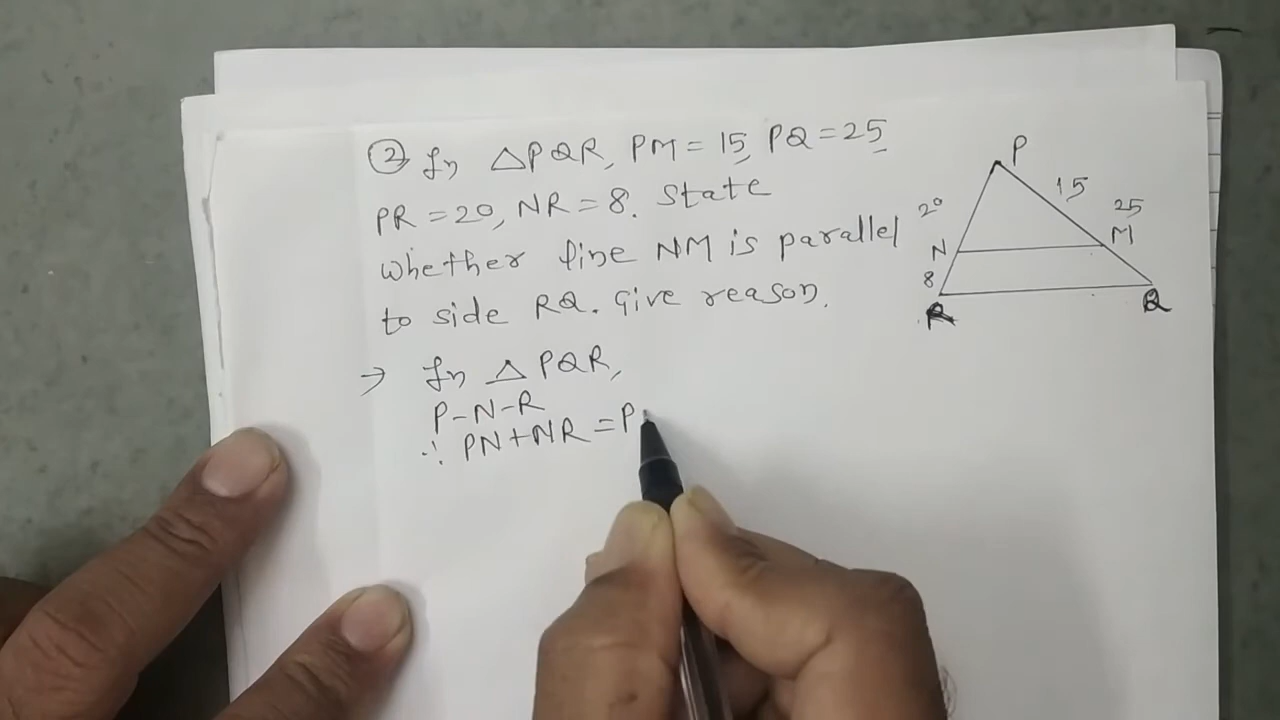 ② In △PQR, PM = 15, PQ = 25
PR = 20, NR = 8. State
whether line NM is parallel
to side RQ. Give reason.
→ In △ PQR,
P-N-R
∴ PN+NR = P
P
15
20
25
N
M
8
R
Q